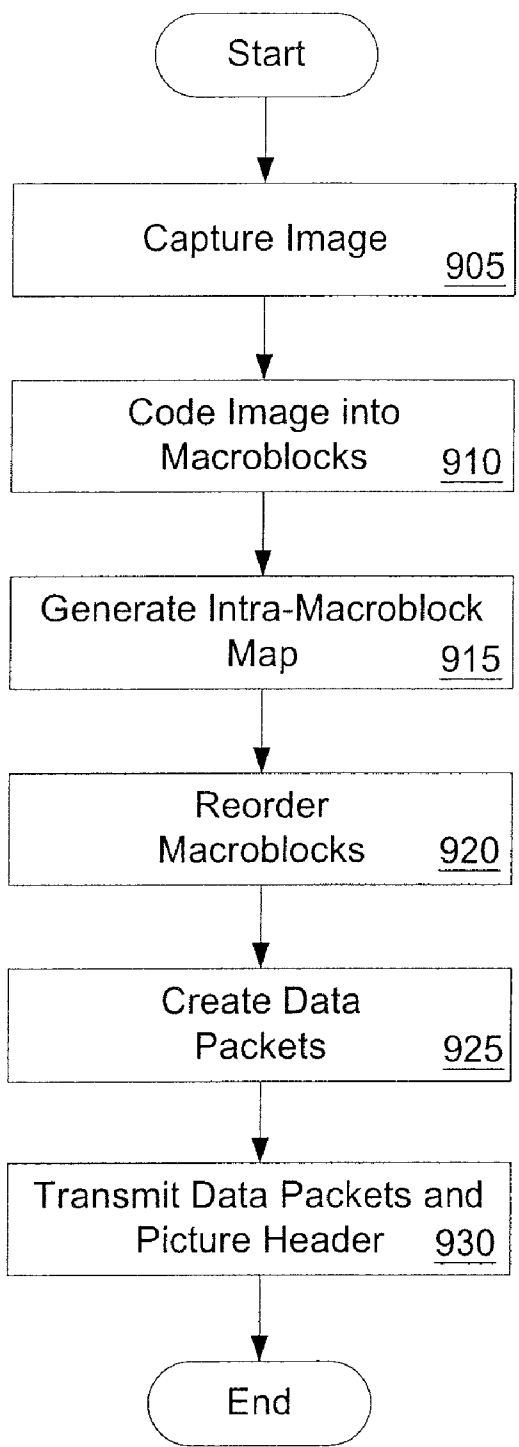 Start
Capture Image
905
Code Image into
Macroblocks 910
Generate Intra-Macroblock
Map 915
Reorder
Macroblocks 920
Create Data
Packets 925
Transmit Data Packets and
Picture Header 930
End